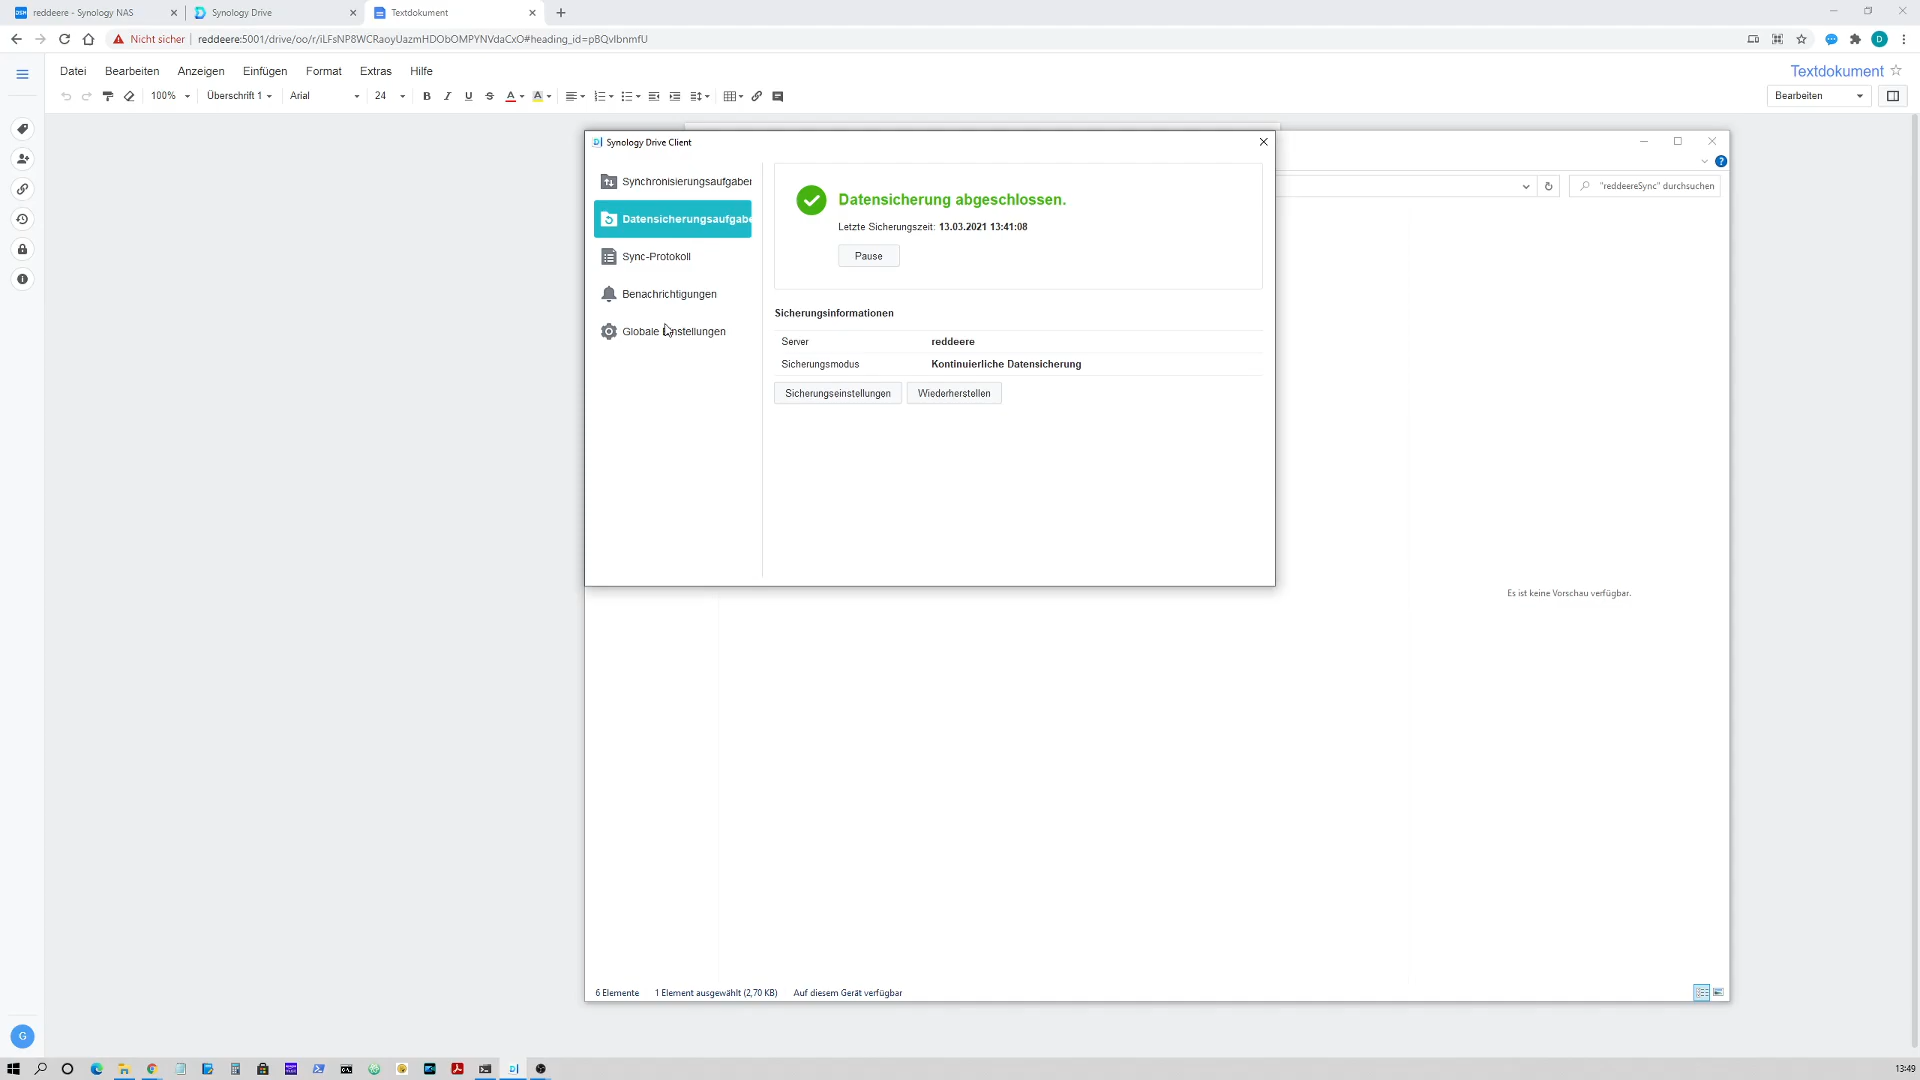 reddeere - Synology NAS
Synology Drive
Textdokument
Nicht sicher
reddeere:5001/drive/oo/r/iLFsNP8WCRaoyUazmHDObOMPYNVdaCxO#heading_id=pBQvlbnmfU
D
Datei Bearbeiten Anzeigen Einfügen Format Extras Hilfe
Textdokument
100% Überschrift 1 Arial 24 B I U S A A
Bearbeiten
Synology Drive Client
Synchronisierungsaufgaben
Datensicherungsaufgabe
Sync-Protokoll
Benachrichtigungen
Globale Einstellungen
Datensicherung abgeschlossen.
Letzte Sicherungszeit: 13.03.2021 13:41:08
Pause
Sicherungsinformationen
Server reddeere
Sicherungsmodus Kontinuierliche Datensicherung
Sicherungseinstellungen Wiederherstellen
"reddeereSync" durchsuchen
Es ist keine Vorschau verfügbar.
6 Elemente 1 Element ausgewählt (2,70 KB) Auf diesem Gerät verfügbar
G
13:49